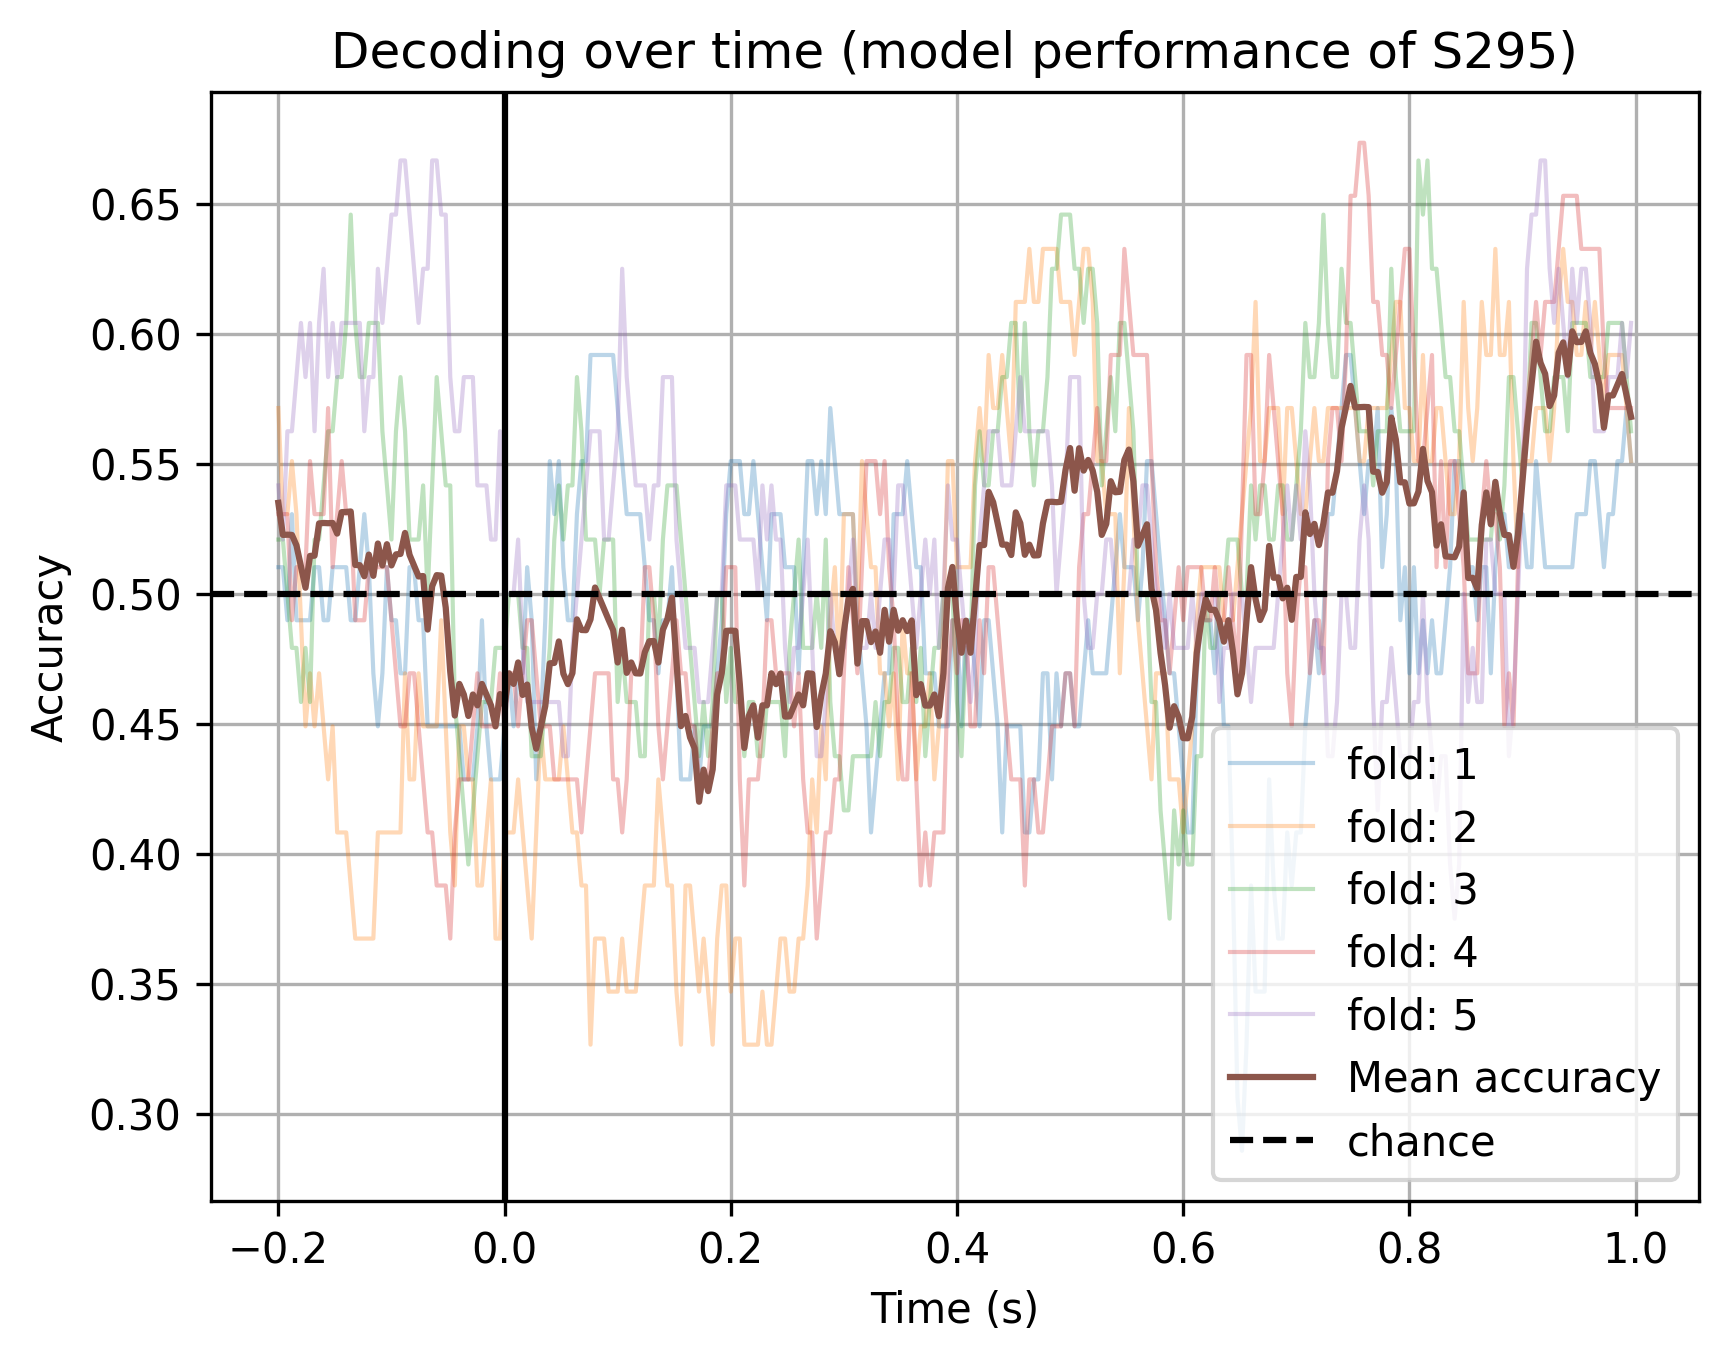 Decoding over time (model performance of S295)
Accuracy
0.65
0.60
0.55
0.50
0.45
0.40
0.35
0.30
fold: 1
fold: 2
fold: 3
fold: 4
fold: 5
Mean accuracy
chance
−0.2 0.0 0.2 0.4 0.6 0.8 1.0
Time (s)